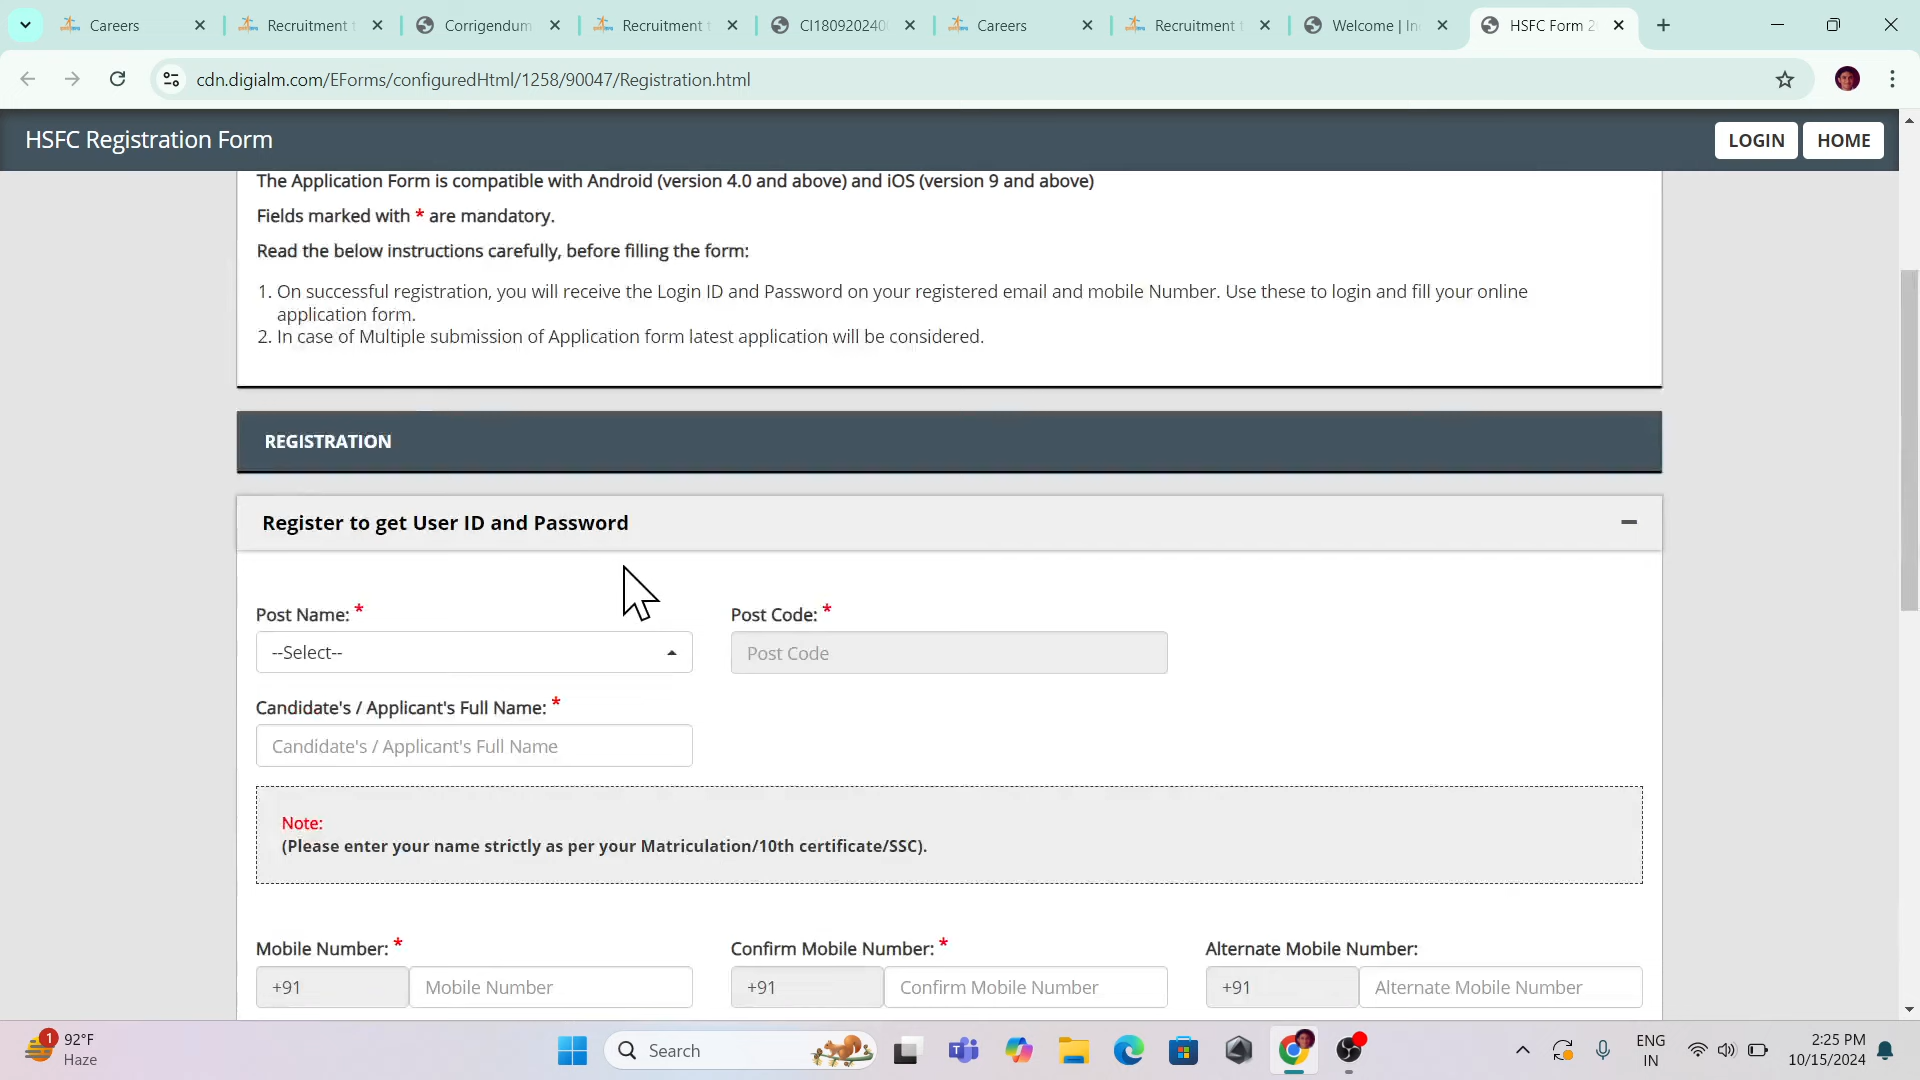 Careers
Recruitment t
Corrigendum
Recruitment t
CI180920240
Careers
Recruitment
Welcome | In
HSFC Form 2
cdn.digialm.com/EForms/configuredHtml/1258/90047/Registration.html
HSFC Registration Form
LOGIN
HOME
The Application Form is compatible with Android (version 4.0 and above) and iOS (version 9 and above)
Fields marked with * are mandatory.
Read the below instructions carefully, before filling the form:
1. On successful registration, you will receive the Login ID and Password on your registered email and mobile Number. Use these to login and fill your online
application form.
2. In case of Multiple submission of Application form latest application will be considered.
REGISTRATION
Register to get User ID and Password
Post Name: *
Post Code: *
--Select--
Post Code
Candidate's / Applicant's Full Name: *
Candidate's / Applicant's Full Name
Note:
(Please enter your name strictly as per your Matriculation/10th certificate/SSC).
Mobile Number: *
Confirm Mobile Number: *
Alternate Mobile Number:
+91
Mobile Number
+91
Confirm Mobile Number
+91
Alternate Mobile Number
1
92°F
Haze
Search
ENG
IN
2:25 PM
10/15/2024